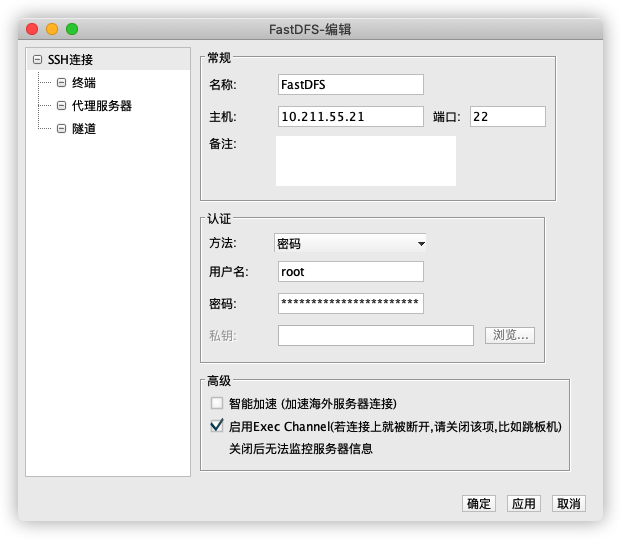 FastDFS-编辑
SSH连接
终端
代理服务器
隧道
常规
名称: FastDFS
主机: 10.211.55.21 端口: 22
备注:
认证
方法: 密码
用户名: root
密码: ***********************
私钥: 浏览...
高级
智能加速 (加速海外服务器连接)
启用Exec Channel(若连接上就被断开,请关闭该项,比如跳板机)
关闭后无法监控服务器信息
确定 应用 取消